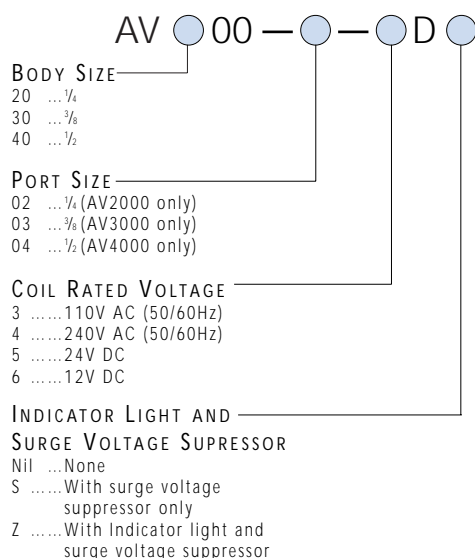 AV 00 — — D
BODY SIZE
20 ...¼
30 ...⅜
40 ...½
PORT SIZE
02 ...¼ (AV2000 only)
03 ...⅜ (AV3000 only)
04 ...½ (AV4000 only)
COIL RATED VOLTAGE
3 ......110V AC (50/60Hz)
4 ......240V AC (50/60Hz)
5 ......24V DC
6 ......12V DC
INDICATOR LIGHT AND
SURGE VOLTAGE SUPRESSOR
Nil ...None
S ......With surge voltage
suppressor only
Z ......With Indicator light and
surge voltage suppressor